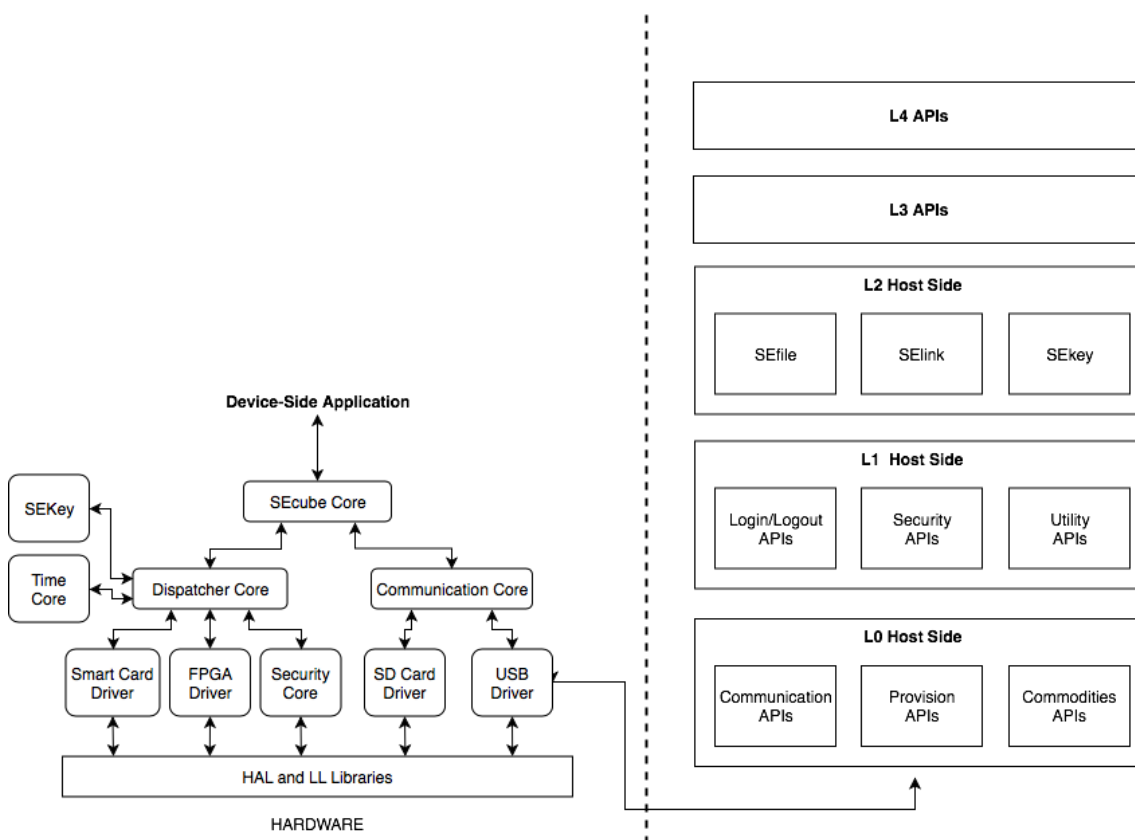 L4 APIs
L3 APIs
L2 Host Side
SEfile
SElink
SEkey
Device-Side Application
SEcube Core
SEKey
Time
Core
Dispatcher Core
Communication Core
Smart Card
Driver
FPGA
Driver
Security
Core
SD Card
Driver
USB
Driver
HAL and LL Libraries
HARDWARE
L1 Host Side
Login/Logout
APIs
Security
APIs
Utility
APIs
L0 Host Side
Communication
APIs
Provision
APIs
Commodities
APIs